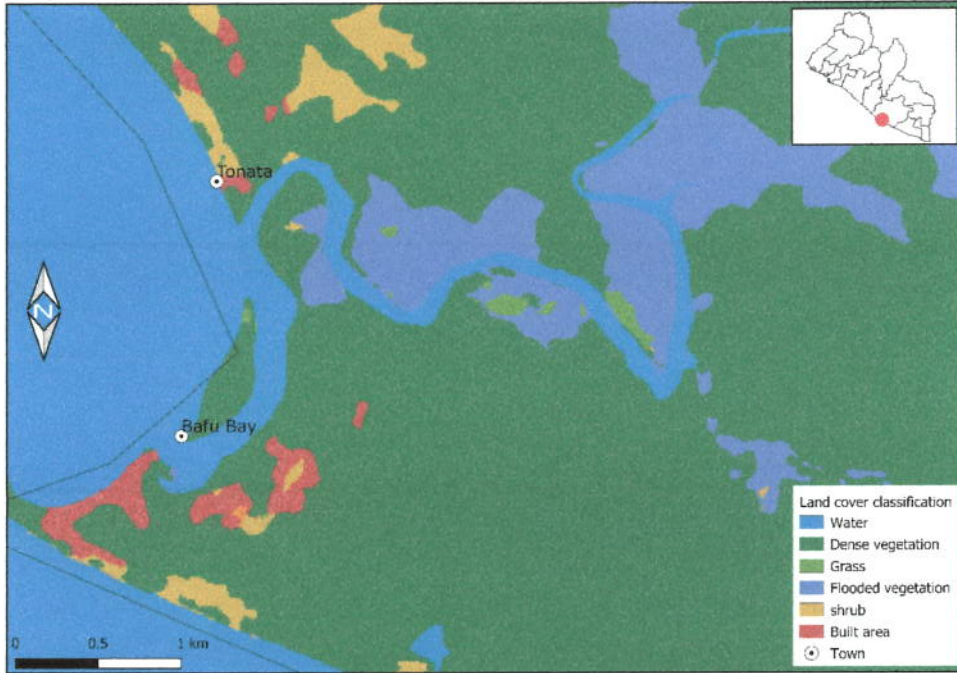 Tonata
N
Bafu Bay
Land cover classification
Water
Dense vegetation
Grass
Flooded vegetation
shrub
Built area
Town
0 0.5 1 km